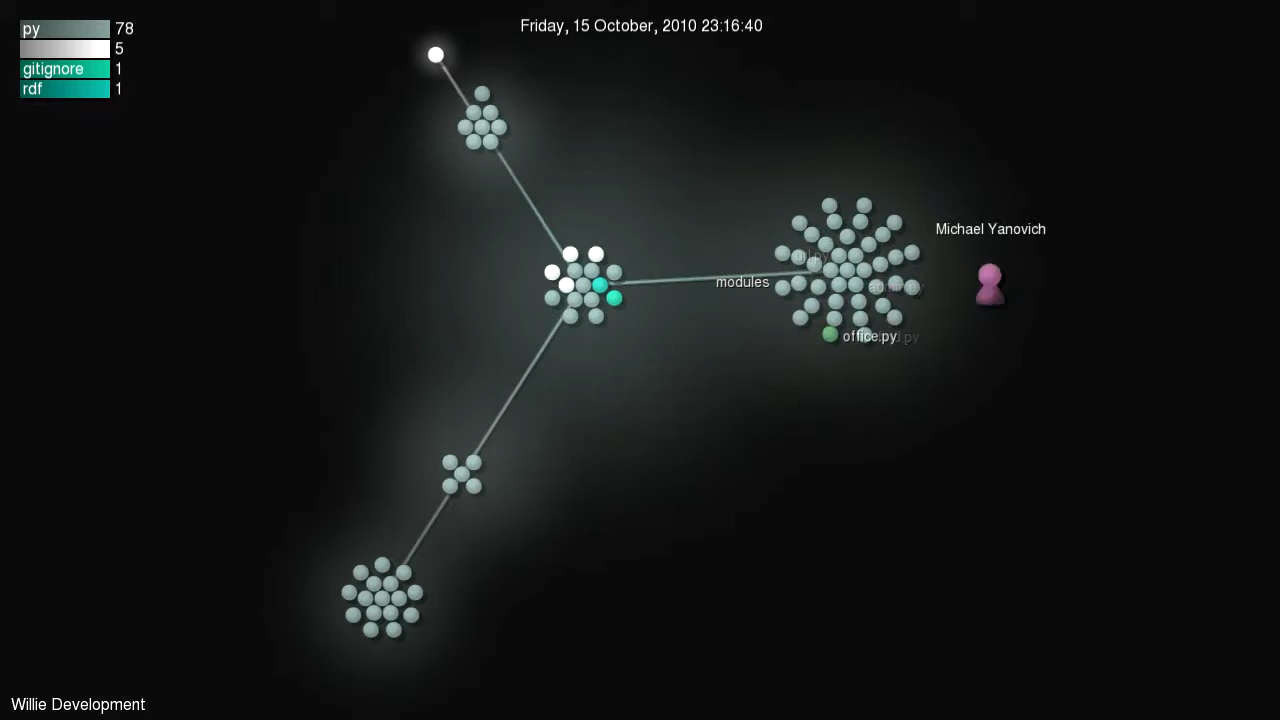 Friday, 15 October, 2010 23:16:40
py 78
5
gitignore 1
rdf 1
Michael Yanovich
modules
office.py
Willie Development